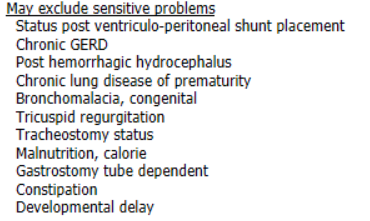 May exclude sensitive problems
Status post ventriculo-peritoneal shunt placement
Chronic GERD
Post hemorrhagic hydrocephalus
Chronic lung disease of prematurity
Bronchomalacia, congenital
Tricuspid regurgitation
Tracheostomy status
Malnutrition, calorie
Gastrostomy tube dependent
Constipation
Developmental delay